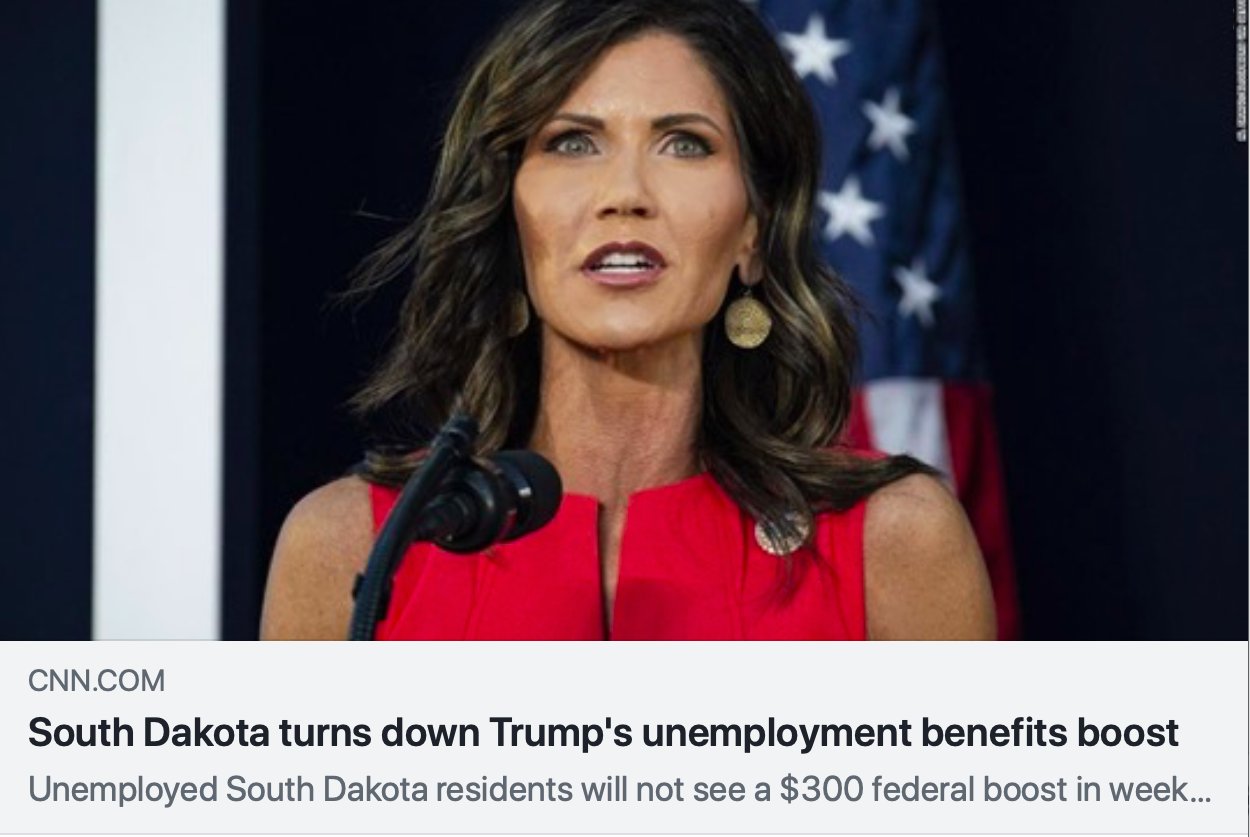 CNN.COM
South Dakota turns down Trump's unemployment benefits boost
Unemployed South Dakota residents will not see a $300 federal boost in week...